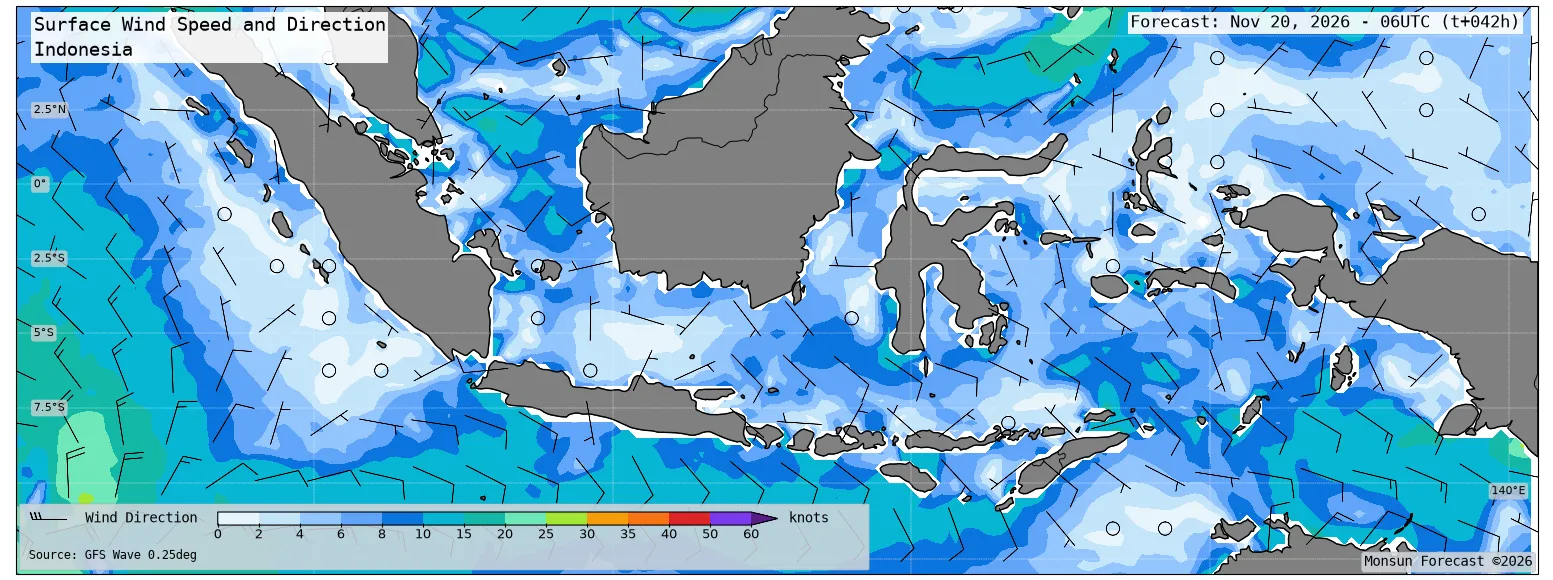 Surface Wind Speed and Direction
Indonesia
Forecast: Nov 20, 2026 - 06UTC (t+042h)
2.5°N
0°
2.5°S
5°S
7.5°S
140°E
Wind Direction
0 2 4 6 8 10 15 20 25 30 35 40 50 60 knots
Source: GFS Wave 0.25deg
Monsun Forecast ©2026